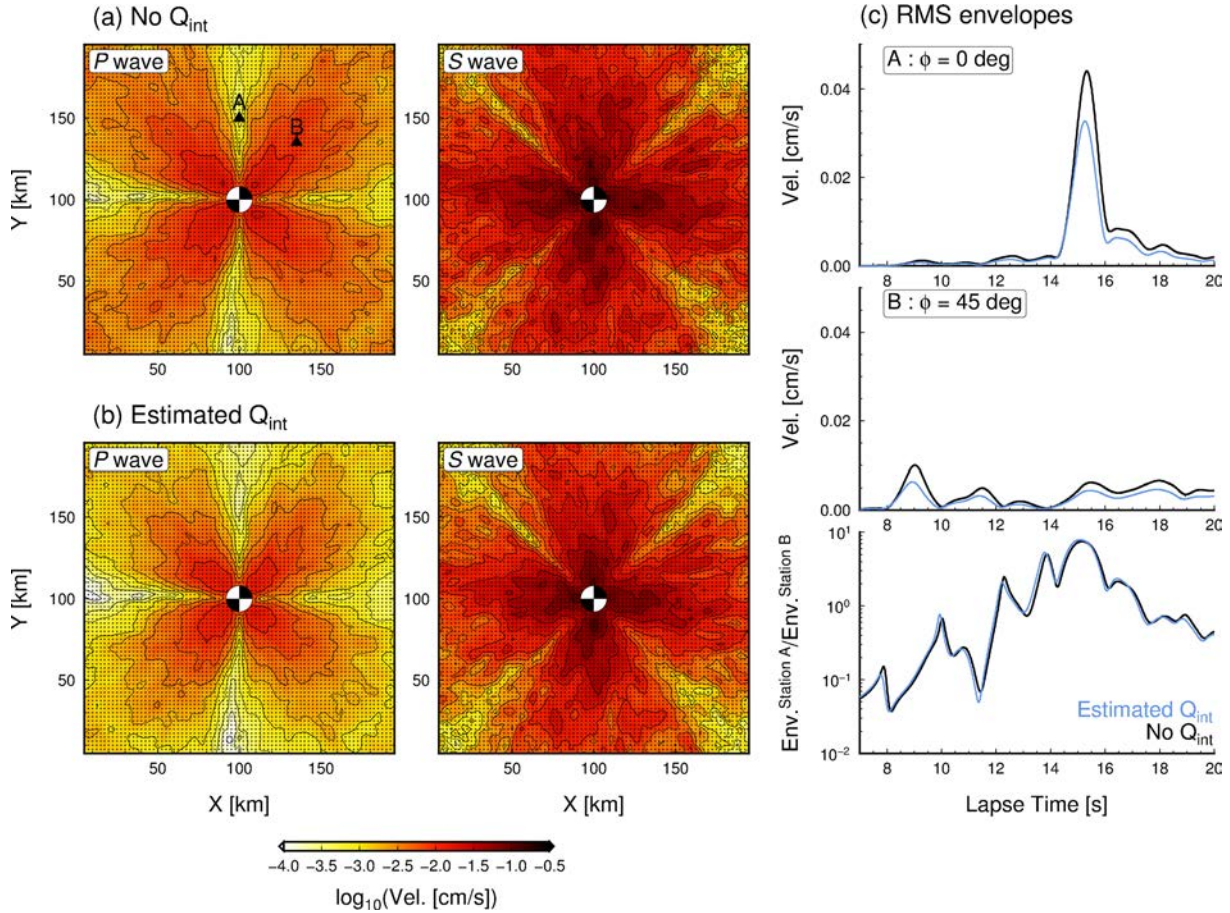 (a) No Q_int
P wave
A
B
Y [km]
150
100
50
50 100 150
S wave
50 100 150
(b) Estimated Q_int
P wave
Y [km]
150
100
50
50 100 150
X [km]
S wave
50 100 150
X [km]
−4.0 −3.5 −3.0 −2.5 −2.0 −1.5 −1.0 −0.5
log₁₀(Vel. [cm/s])
(c) RMS envelopes
A : ϕ = 0 deg
Vel. [cm/s]
0.04
0.02
0.00
8 10 12 14 16 18 20
B : ϕ = 45 deg
Vel. [cm/s]
0.04
0.02
0.00
8 10 12 14 16 18 20
Env.^Station A/Env.^Station B
10¹
10⁰
10⁻¹
10⁻²
Estimated Q_int
No Q_int
8 10 12 14 16 18 20
Lapse Time [s]